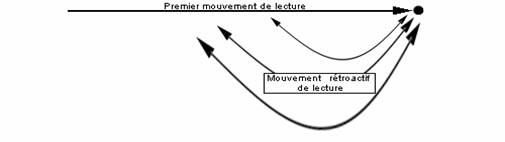 Premier mouvement de lecture
Mouvement rétroactif
de lecture